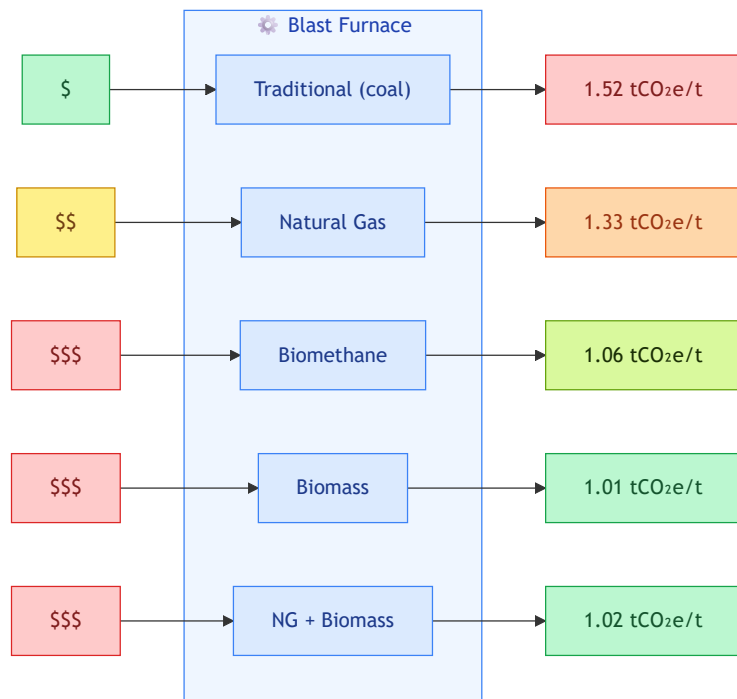 ⚙️ Blast Furnace
$
Traditional (coal)
1.52 tCO₂e/t
$$
Natural Gas
1.33 tCO₂e/t
$$$
Biomethane
1.06 tCO₂e/t
$$$
Biomass
1.01 tCO₂e/t
$$$
NG + Biomass
1.02 tCO₂e/t